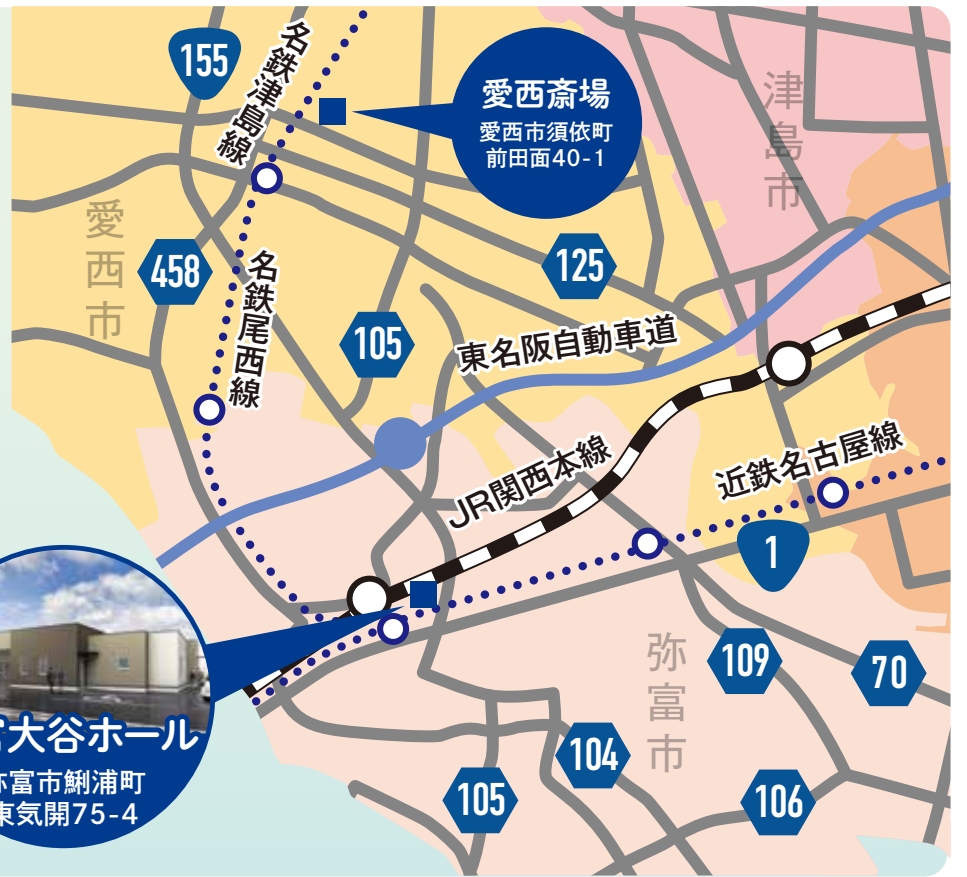 155
名鉄津島線
愛西斎場
愛西市須依町
前田面40-1
津島市
愛西市
458
名鉄尾西線
125
105
東名阪自動車道
JR関西本線
近鉄名古屋線
1
弥富市
109
70
大谷ホール
富市鯏浦町
東気開75-4
104
105
106